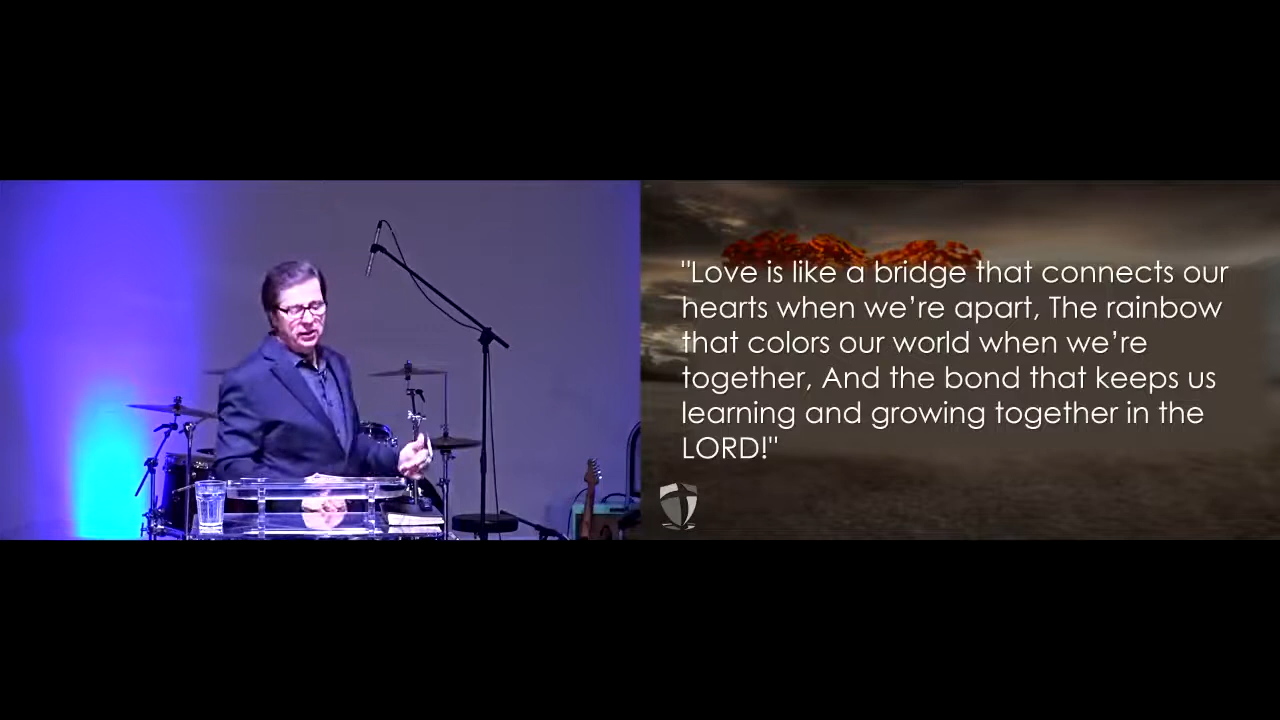 "Love is like a bridge that connects our
hearts when we’re apart, The rainbow
that colors our world when we’re
together, And the bond that keeps us
learning and growing together in the
LORD!"